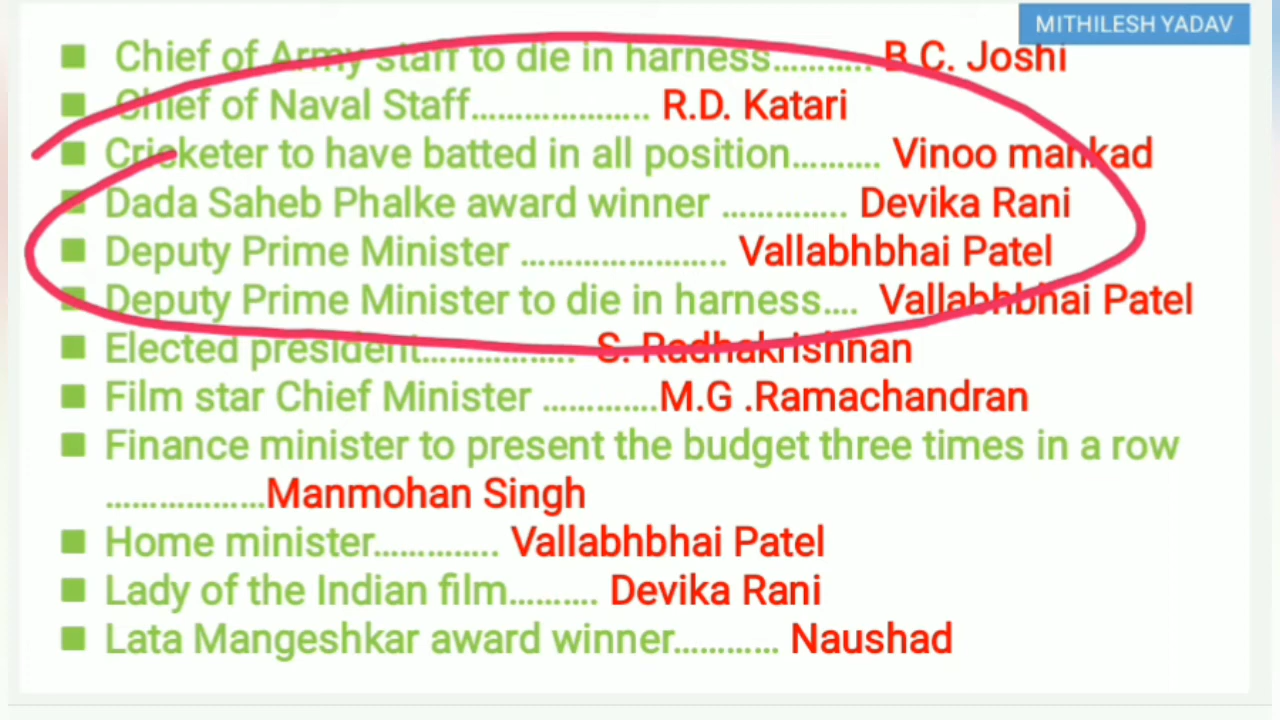 MITHILESH YADAV
■ Chief of Army staff to die in harness........... B.C. Joshi
■ Chief of Naval Staff.................... R.D. Katari
■ Cricketer to have batted in all position.......... Vinoo mankad
■ Dada Saheb Phalke award winner .............. Devika Rani
■ Deputy Prime Minister ....................... Vallabhbhai Patel
■ Deputy Prime Minister to die in harness.... Vallabhbhai Patel
■ Elected president................. S. Radhakrishnan
■ Film star Chief Minister .............M.G .Ramachandran
■ Finance minister to present the budget three times in a row
..................Manmohan Singh
■ Home minister.............. Vallabhbhai Patel
■ Lady of the Indian film.......... Devika Rani
■ Lata Mangeshkar award winner............ Naushad